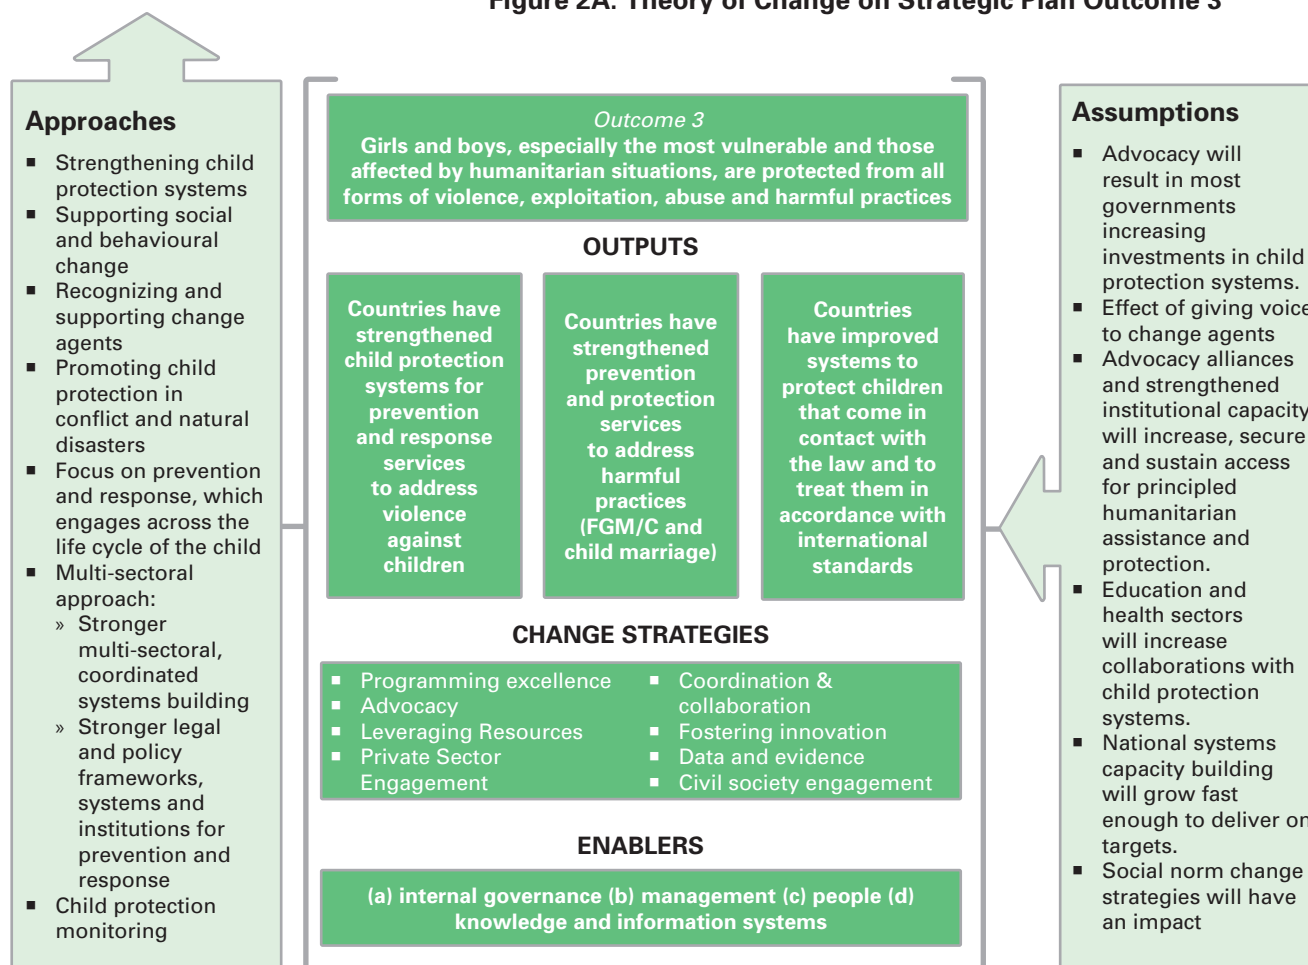 Figure 2A: Theory of Change on Strategic Plan Outcome 3
Approaches
▪ Strengthening child
protection systems
▪ Supporting social
and behavioural
change
▪ Recognizing and
supporting change
agents
▪ Promoting child
protection in
conflict and natural
disasters
▪ Focus on prevention
and response, which
engages across the
life cycle of the child
▪ Multi-sectoral
approach:
» Stronger
multi-sectoral,
coordinated
systems building
» Stronger legal
and policy
frameworks,
systems and
institutions for
prevention and
response
▪ Child protection
monitoring
Outcome 3
Girls and boys, especially the most vulnerable and those
affected by humanitarian situations, are protected from all
forms of violence, exploitation, abuse and harmful practices
OUTPUTS
Countries have
strengthened
child protection
systems for
prevention
and response
services
to address
violence
against
children
Countries have
strengthened
prevention
and protection
services
to address
harmful
practices
(FGM/C and
child marriage)
Countries
have improved
systems to
protect children
that come in
contact with
the law and to
treat them in
accordance with
international
standards
CHANGE STRATEGIES
▪ Programming excellence
▪ Advocacy
▪ Leveraging Resources
▪ Private Sector
Engagement
▪ Coordination &
collaboration
▪ Fostering innovation
▪ Data and evidence
▪ Civil society engagement
ENABLERS
(a) internal governance (b) management (c) people (d)
knowledge and information systems
Assumptions
▪ Advocacy will
result in most
governments
increasing
investments in child
protection systems.
▪ Effect of giving voice
to change agents
▪ Advocacy alliances
and strengthened
institutional capacity
will increase, secure
and sustain access
for principled
humanitarian
assistance and
protection.
▪ Education and
health sectors
will increase
collaborations with
child protection
systems.
▪ National systems
capacity building
will grow fast
enough to deliver on
targets.
▪ Social norm change
strategies will have
an impact